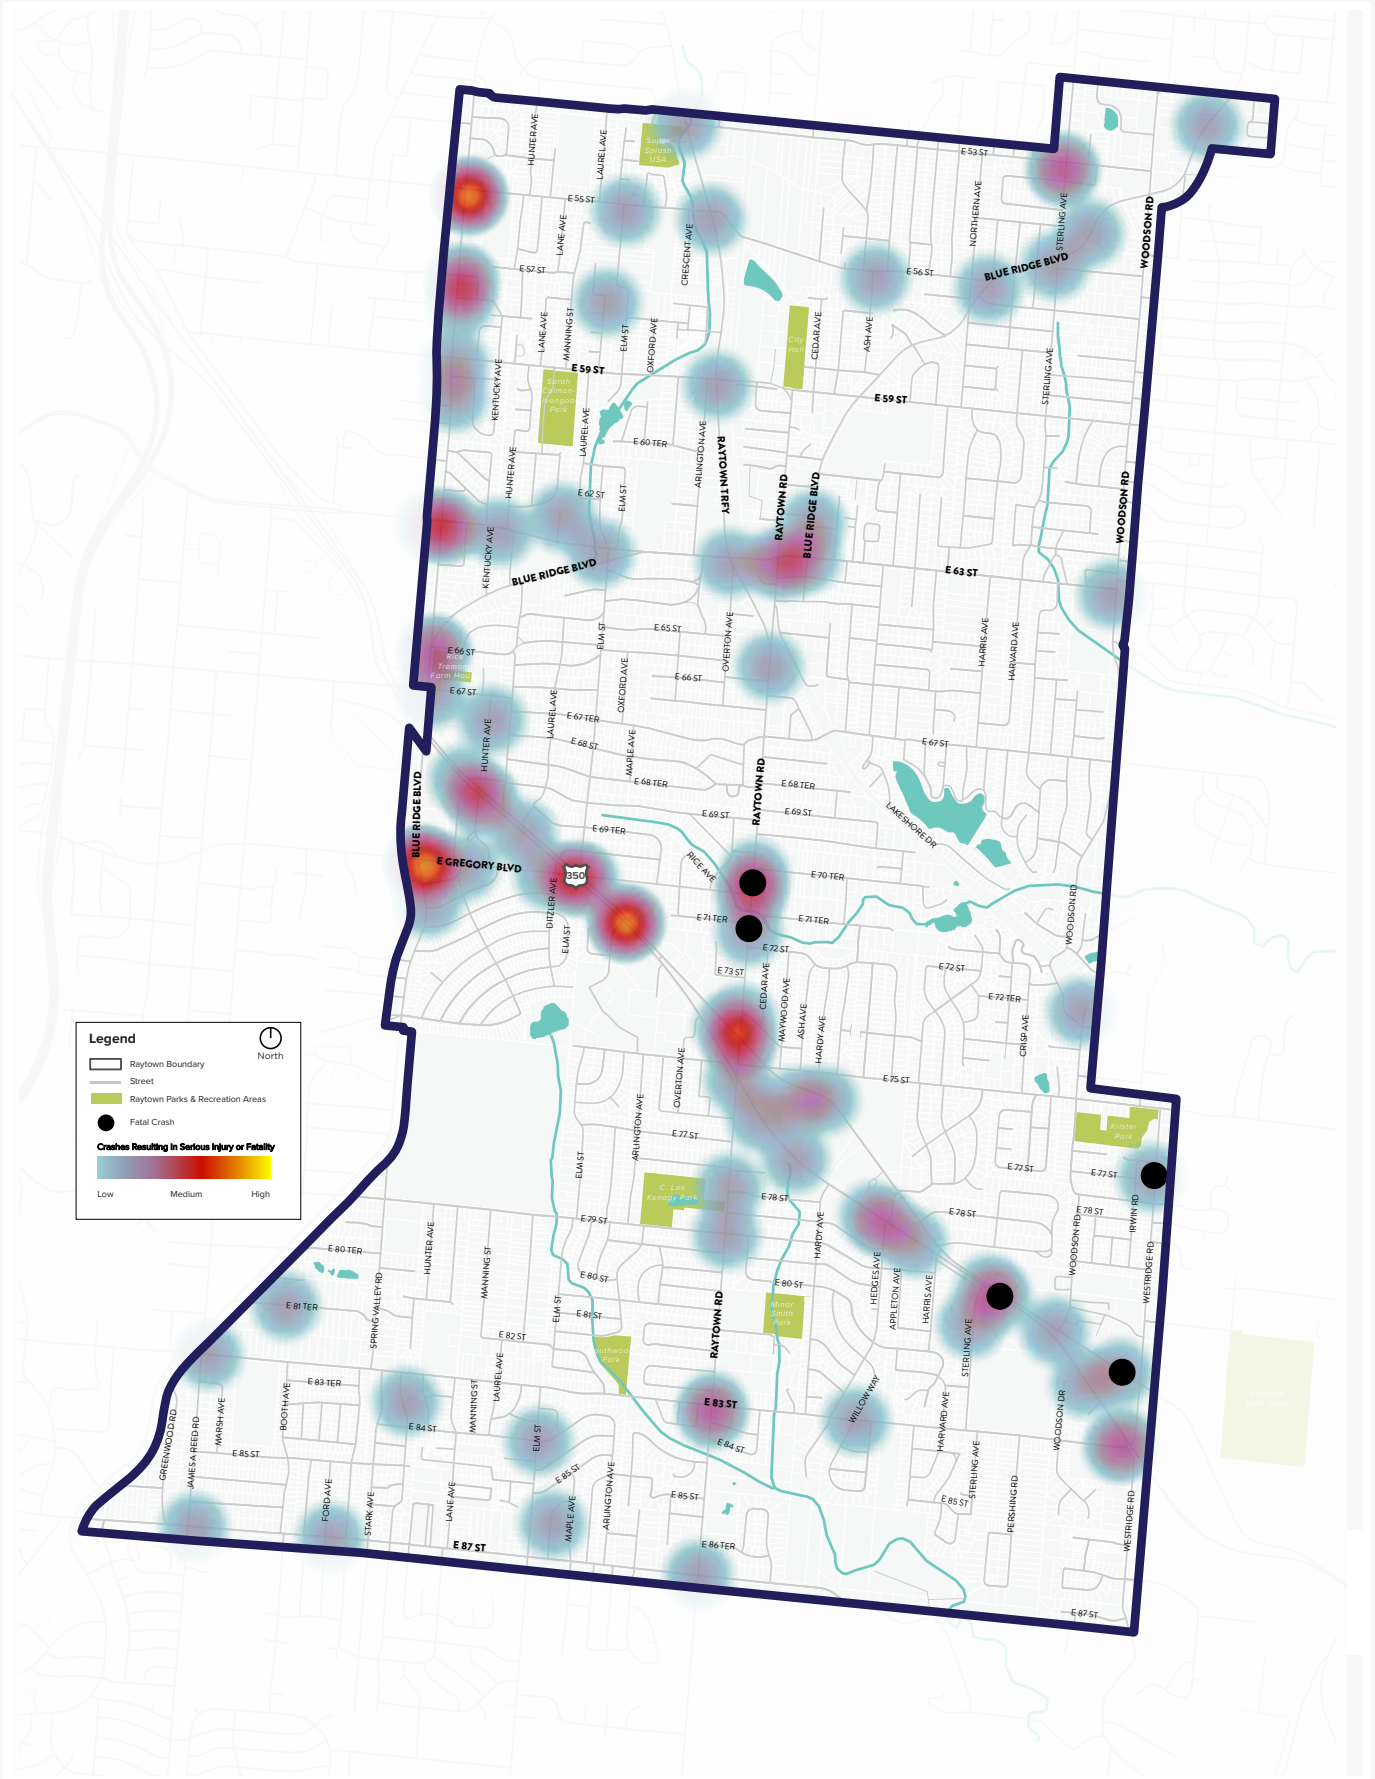 HUNTER AVE
LAUREL AVE
Super
Splash
USA
E 53 ST
E 55 ST
LANE AVE
CRESCENT AVE
NORTHERN AVE
STERLING AVE
WOODSON RD
E 57 ST
E 56 ST
BLUE RIDGE BLVD
LANE AVE
MANNING ST
ELM ST
OXFORD AVE
City
Hall
CEDAR AVE
ASH AVE
STERLING AVE
KENTUCKY AVE
E 59 ST
Sarah
Colman-
Park
E 59 ST
LAUREL AVE
E 60 TER
ARLINGTON AVE
RAYTOWN TRFY
HUNTER AVE
E 62 ST
ELM ST
RAYTOWN RD
BLUE RIDGE BLVD
WOODSON RD
KENTUCKY AVE
BLUE RIDGE BLVD
E 63 ST
ELM ST
E 65 ST
OVERTON AVE
HARRIS AVE
HARVARD AVE
E 66 ST
Rice
Tremont
Farm Hou
E 67 ST
E 66 ST
OXFORD AVE
LAUREL AVE
E 67 TER
HUNTER AVE
E 68 ST
MAPLE AVE
E 67 ST
E 68 TER
RAYTOWN RD
E 68 TER
BLUE RIDGE BLVD
E 69 ST
E 69 ST
LAKESHORE DR
E 69 TER
E GREGORY BLVD
350
RICE AVE
E 70 TER
DITZLER AVE
E 71 TER
E 71 TER
WOODSON RD
ELM ST
E 72 ST
E 73 ST
CEDAR AVE
E 72 ST
MAYWOOD AVE
ASH AVE
HARDY AVE
E 72 TER
CRISP AVE
Legend
North
Raytown Boundary
Street
Raytown Parks & Recreation Areas
Fatal Crash
Crashes Resulting in Serious Injury or Fatality
Low
Medium
High
OVERTON AVE
E 75 ST
ARLINGTON AVE
E 77 ST
Krister
Park
ELM ST
E 77 ST
E 77 ST
C. Lee
Kenagy Park
E 78 ST
E 78 ST
E 78 ST
IRWIN RD
E 79 ST
HARDY AVE
WOODSON RD
WESTRIDGE RD
HUNTER AVE
E 80 TER
MANNING ST
E 80 ST
E 80 ST
HEDGES AVE
APPLETON AVE
HARRIS AVE
SPRING VALLEY RD
E 81 TER
ELM ST
E 81 ST
RAYTOWN RD
Minor
Smith
Park
STERLING AVE
E 82 ST
Park
E 83 TER
LAUREL AVE
MANNING ST
BOOTH AVE
MARSH AVE
GREENWOOD RD
JAMES A REED RD
E 84 ST
E 83 ST
WILLOW WAY
HARVARD AVE
WOODSON DR
ELM ST
E 84 ST
E 85 ST
E 85 ST
STERLING AVE
FORD AVE
STARK AVE
LANE AVE
MAPLE AVE
ARLINGTON AVE
E 85 ST
E 85 ST
PERSHING RD
WESTRIDGE RD
E 87 ST
E 86 TER
E 87 ST